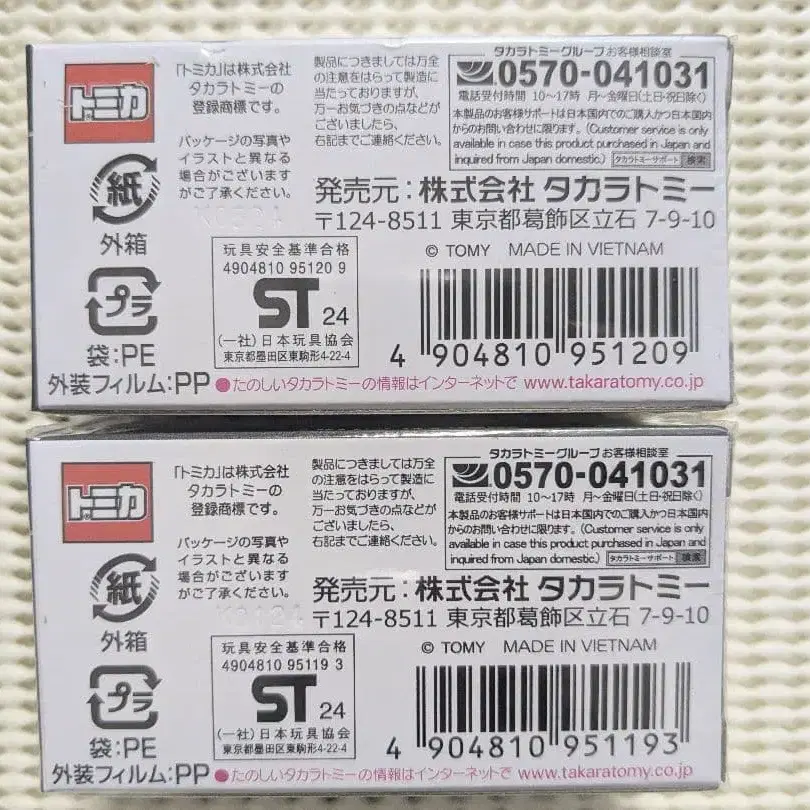 トミカ
「トミカ」は株式会社
タカラトミーの
登録商標です。
パッケージの写真や
イラストと異なる
場合がございます
がご了承ください。
製品につきましては万全
の注意をはらって製造に
当たっておりますが、
万一お気づきの点などが
ございましたら、
右記までご連絡ください。
タカラトミーグループ お客様相談室
0570-041031
電話受付時間 10〜17時 月〜金曜日(土日・祝日除く)
本製品のお客様サポートは日本国内でのご購入かつ日本国内
からのお問い合わせに限ります。(Customer service is only
available in case this product purchased in Japan and
inquired from Japan domestic.) タカラトミーサポート 検索
発売元:株式会社 タカラトミー
〒124-8511 東京都葛飾区立石 7-9-10
© TOMY MADE IN VIETNAM
紙
外箱
プラ
袋:PE
外装フィルム:PP
玩具安全基準合格
4904810 95120 9
ST 24
(一社)日本玩具協会
東京都墨田区東駒形4-22-4
4 904810 951209
●たのしいタカラトミーの情報はインターネットで www.takaratomy.co.jp
トミカ
「トミカ」は株式会社
タカラトミーの
登録商標です。
パッケージの写真や
イラストと異なる
場合がございます
がご了承ください。
製品につきましては万全
の注意をはらって製造に
当たっておりますが、
万一お気づきの点などが
ございましたら、
右記までご連絡ください。
タカラトミーグループ お客様相談室
0570-041031
電話受付時間 10〜17時 月〜金曜日(土日・祝日除く)
本製品のお客様サポートは日本国内でのご購入かつ日本国内
からのお問い合わせに限ります。(Customer service is only
available in case this product purchased in Japan and
inquired from Japan domestic.) タカラトミーサポート 検索
発売元:株式会社 タカラトミー
〒124-8511 東京都葛飾区立石 7-9-10
© TOMY MADE IN VIETNAM
紙
外箱
プラ
袋:PE
外装フィルム:PP
玩具安全基準合格
4904810 95119 3
ST 24
(一社)日本玩具協会
東京都墨田区東駒形4-22-4
4 904810 951193
●たのしいタカラトミーの情報はインターネットで www.takaratomy.co.jp